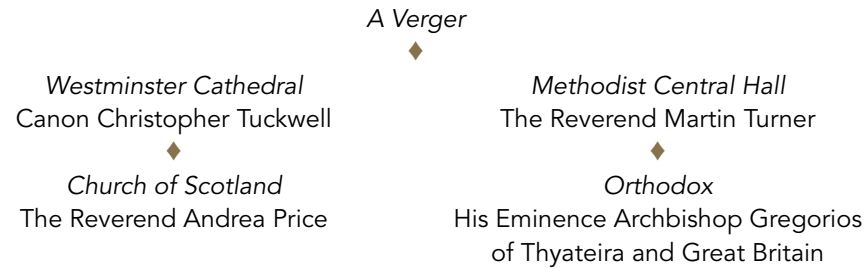 A Verger
Westminster Cathedral
Canon Christopher Tuckwell
Methodist Central Hall
The Reverend Martin Turner
Church of Scotland
The Reverend Andrea Price
Orthodox
His Eminence Archbishop Gregorios
of Thyateira and Great Britain